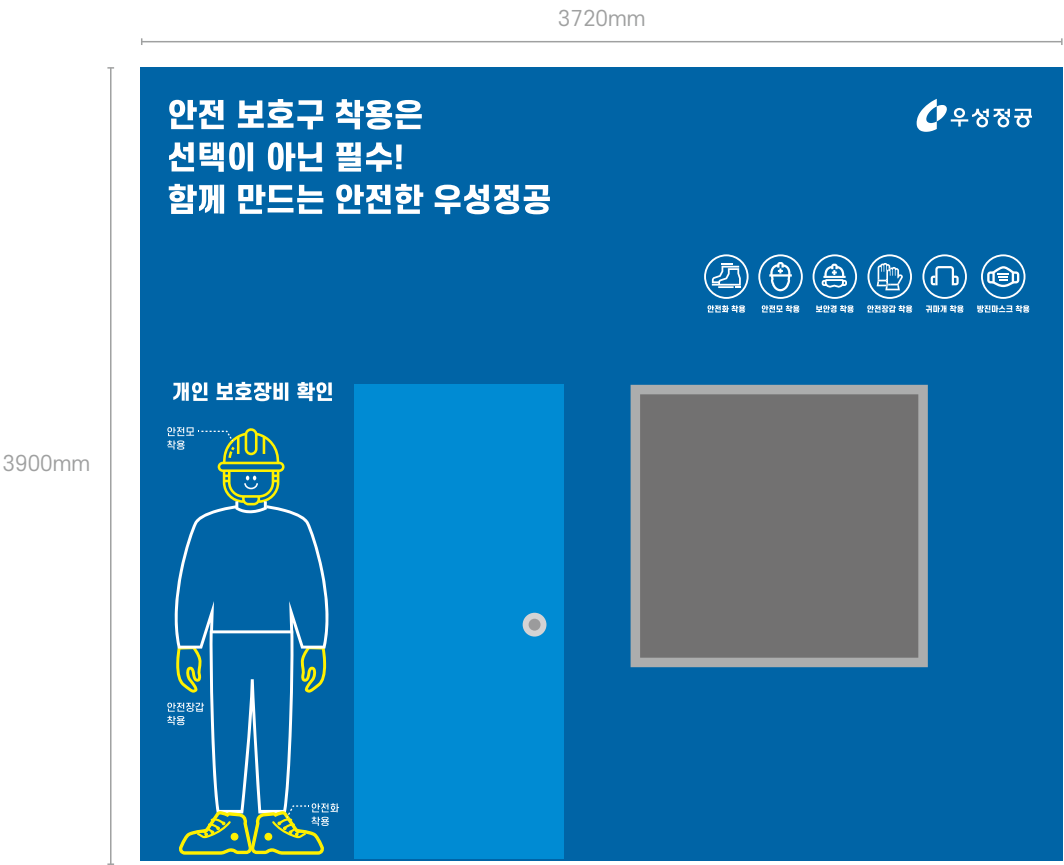 3720mm
안전 보호구 착용은
선택이 아닌 필수!
함께 만드는 안전한 우성정공
우성정공
안전화 착용 안전모 착용 보안경 착용 안전장갑 착용 귀마개 착용 방진마스크 착용
개인 보호장비 확인
안전모
착용
3900mm
안전장갑
착용
안전화
착용